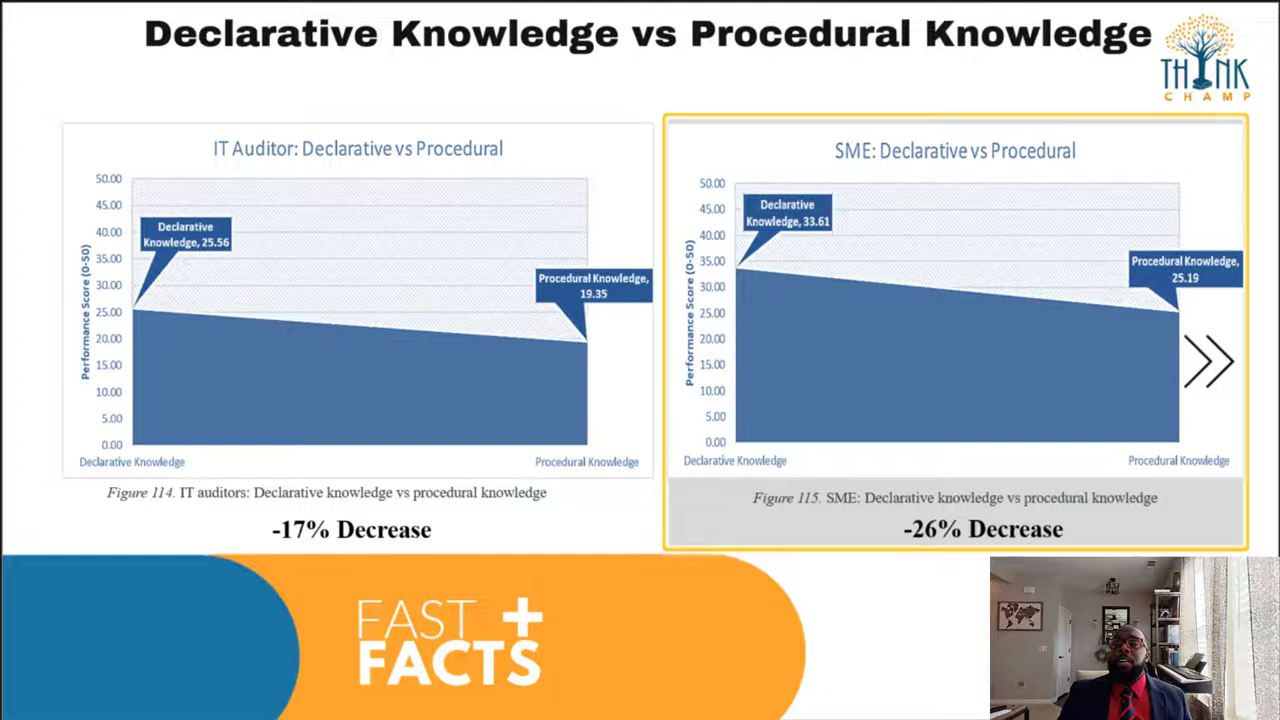 Declarative Knowledge vs Procedural Knowledge
TH NK
CHAMP
IT Auditor: Declarative vs Procedural
Performance Score (0-50)
50.00
45.00
40.00
35.00
30.00
25.00
20.00
15.00
10.00
5.00
0.00
Declarative
Knowledge, 25.56
Procedural Knowledge,
19.35
Declarative Knowledge
Procedural Knowledge
Figure 114. IT auditors: Declarative knowledge vs procedural knowledge
-17% Decrease
SME: Declarative vs Procedural
Performance Score (0-50)
50.00
45.00
40.00
35.00
30.00
25.00
20.00
15.00
10.00
5.00
0.00
Declarative
Knowledge, 33.61
Procedural Knowledge,
25.19
Declarative Knowledge
Procedural Knowledge
Figure 115. SME: Declarative knowledge vs procedural knowledge
-26% Decrease
FAST +
FACTS